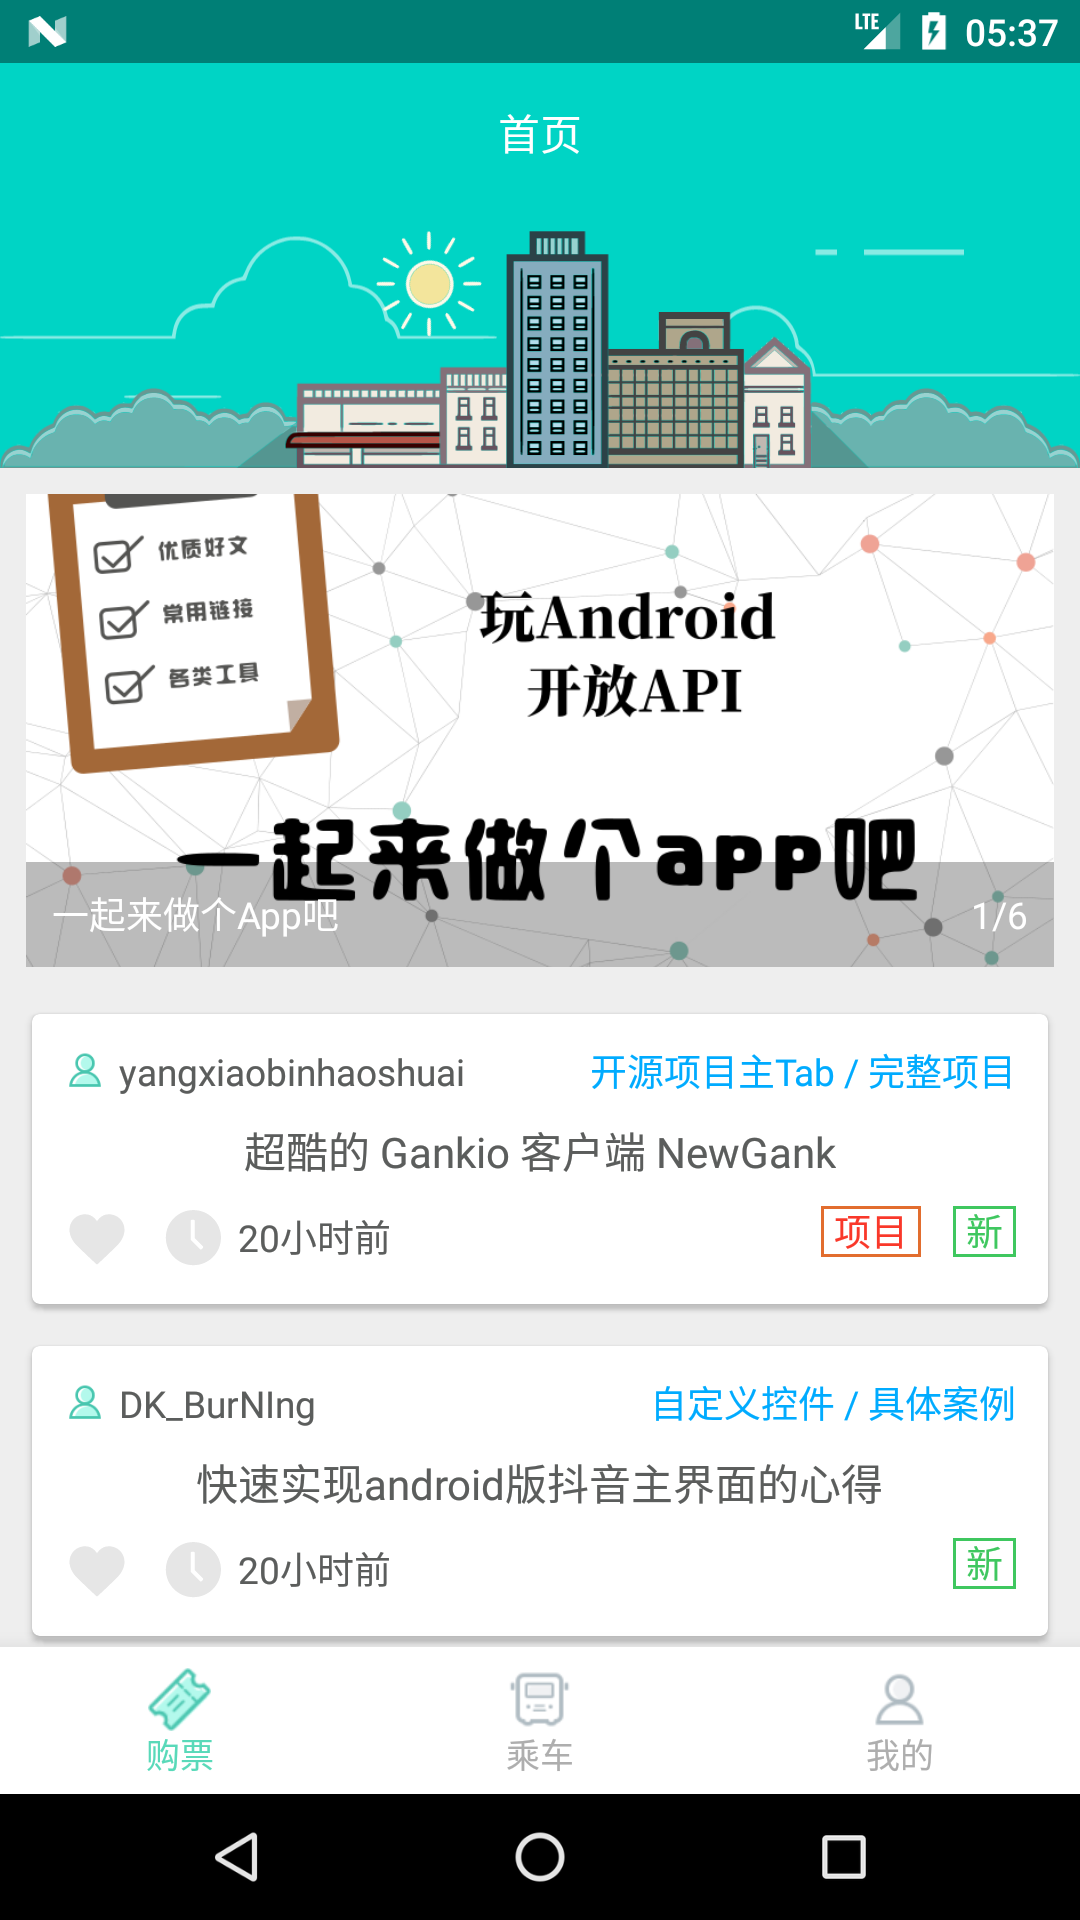 LTE 05:37
首页
优质好文
常用链接
各类工具
玩Android
开放API
一起来做个app吧
一起来做个App吧 1/6
yangxiaobinhaoshuai 开源项目主Tab / 完整项目
超酷的 Gankio 客户端 NewGank
20小时前 项目 新
DK_BurNIng 自定义控件 / 具体案例
快速实现android版抖音主界面的心得
20小时前 新
购票 乘车 我的